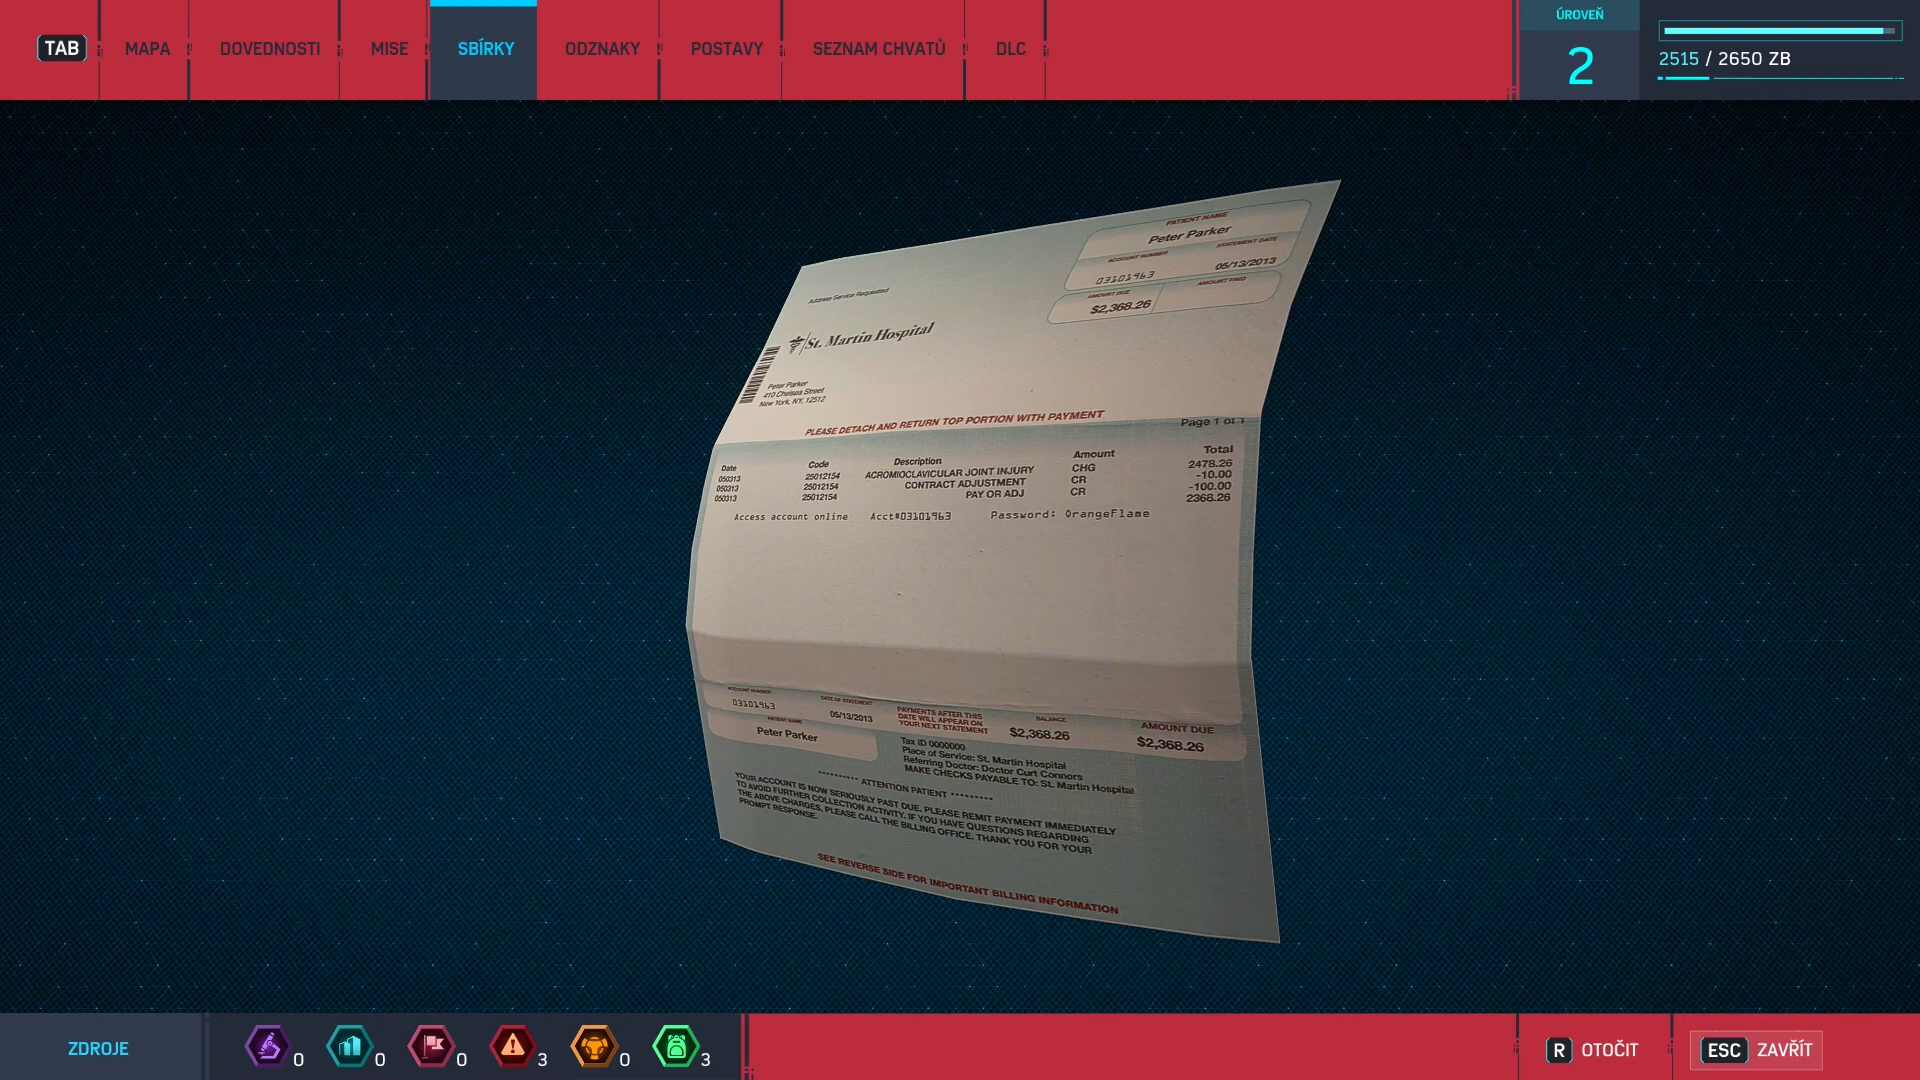 TAB MAPA DOVEDNOSTI MISE SBÍRKY ODZNAKY POSTAVY SEZNAM CHVATŮ DLC
ÚROVEŇ
2
2515 / 2650 ZB
PATIENT NAME
Peter Parker
ACCOUNT NUMBER STATEMENT DATE
03101963 05/13/2013
AMOUNT DUE AMOUNT PAID
$2,368.26
Address Service Requested
St. Martin Hospital
Peter Parker
410 Chelsea Street
New York, NY, 12512
PLEASE DETACH AND RETURN TOP PORTION WITH PAYMENT
Page 1 of 1
Date Code Description Amount Total
050313 25012154 ACROMIOCLAVICULAR JOINT INJURY CHG 2478.26
050313 25012154 CONTRACT ADJUSTMENT CR -10.00
050313 25012154 PAY OR ADJ CR -100.00
2368.26
Access account online Acct#03101963 Password: OrangeFlame
ACCOUNT NUMBER DATE OF STATEMENT PAYMENTS AFTER THIS BALANCE AMOUNT DUE
03101963 05/13/2013 DATE WILL APPEAR ON $2,368.26 $2,368.26
YOUR NEXT STATEMENT
PATIENT NAME
Peter Parker
Tax ID 0000000
Place of Service: St. Martin Hospital
Referring Doctor: Doctor Curt Connors
MAKE CHECKS PAYABLE TO: St. Martin Hospital
********** ATTENTION PATIENT *********
YOUR ACCOUNT IS NOW SERIOUSLY PAST DUE. PLEASE REMIT PAYMENT IMMEDIATELY
TO AVOID FURTHER COLLECTION ACTIVITY. IF YOU HAVE QUESTIONS REGARDING
THE ABOVE CHARGES, PLEASE CALL THE BILLING OFFICE. THANK YOU FOR YOUR
PROMPT RESPONSE.
SEE REVERSE SIDE FOR IMPORTANT BILLING INFORMATION
ZDROJE 0 0 0 3 0 3
R OTOČIT ESC ZAVŘÍT